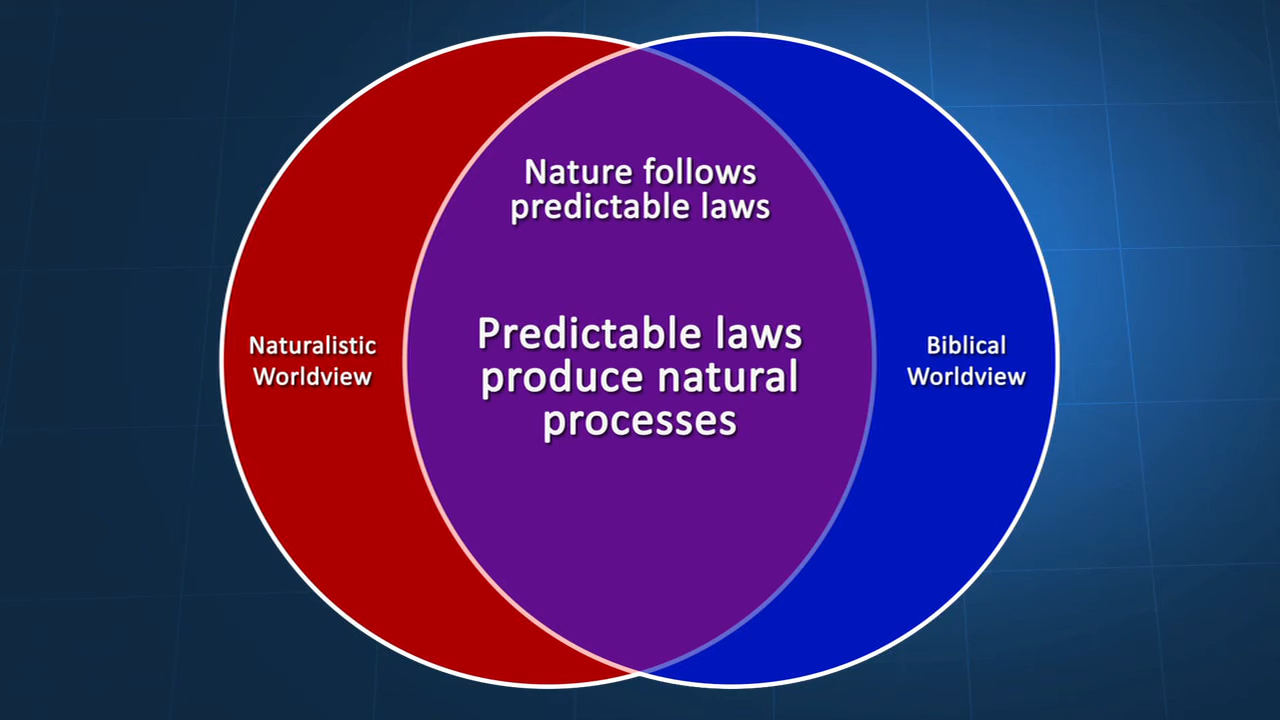 Nature follows
predictable laws
Predictable laws
produce natural
processes
Naturalistic
Worldview
Biblical
Worldview